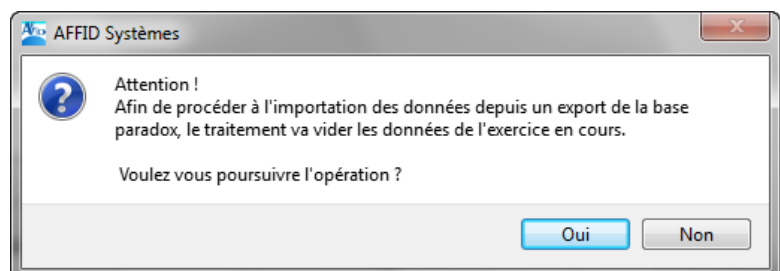 AFFID Systèmes
Attention !
Afin de procéder à l'importation des données depuis un export de la base
paradox, le traitement va vider les données de l'exercice en cours.
Voulez vous poursuivre l'opération ?
Oui
Non